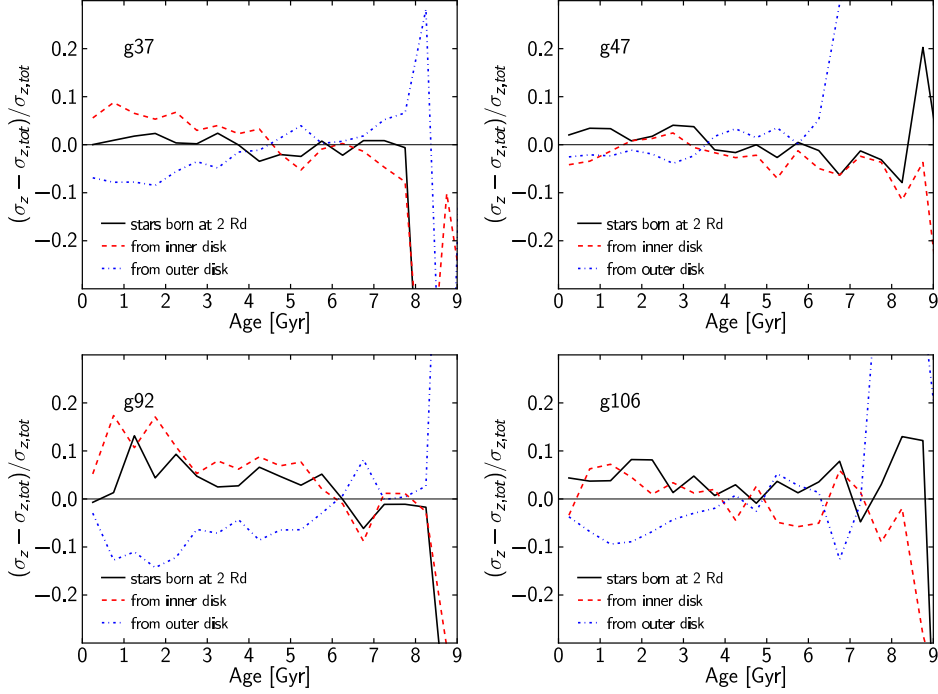 g37
(σz − σz,tot)/σz,tot
0.2
0.1
0.0
−0.1
−0.2
stars born at 2 Rd
from inner disk
from outer disk
0 1 2 3 4 5 6 7 8 9
Age [Gyr]
g47
(σz − σz,tot)/σz,tot
0.2
0.1
0.0
−0.1
−0.2
stars born at 2 Rd
from inner disk
from outer disk
0 1 2 3 4 5 6 7 8 9
Age [Gyr]
g92
(σz − σz,tot)/σz,tot
0.2
0.1
0.0
−0.1
−0.2
stars born at 2 Rd
from inner disk
from outer disk
0 1 2 3 4 5 6 7 8 9
Age [Gyr]
g106
(σz − σz,tot)/σz,tot
0.2
0.1
0.0
−0.1
−0.2
stars born at 2 Rd
from inner disk
from outer disk
0 1 2 3 4 5 6 7 8 9
Age [Gyr]